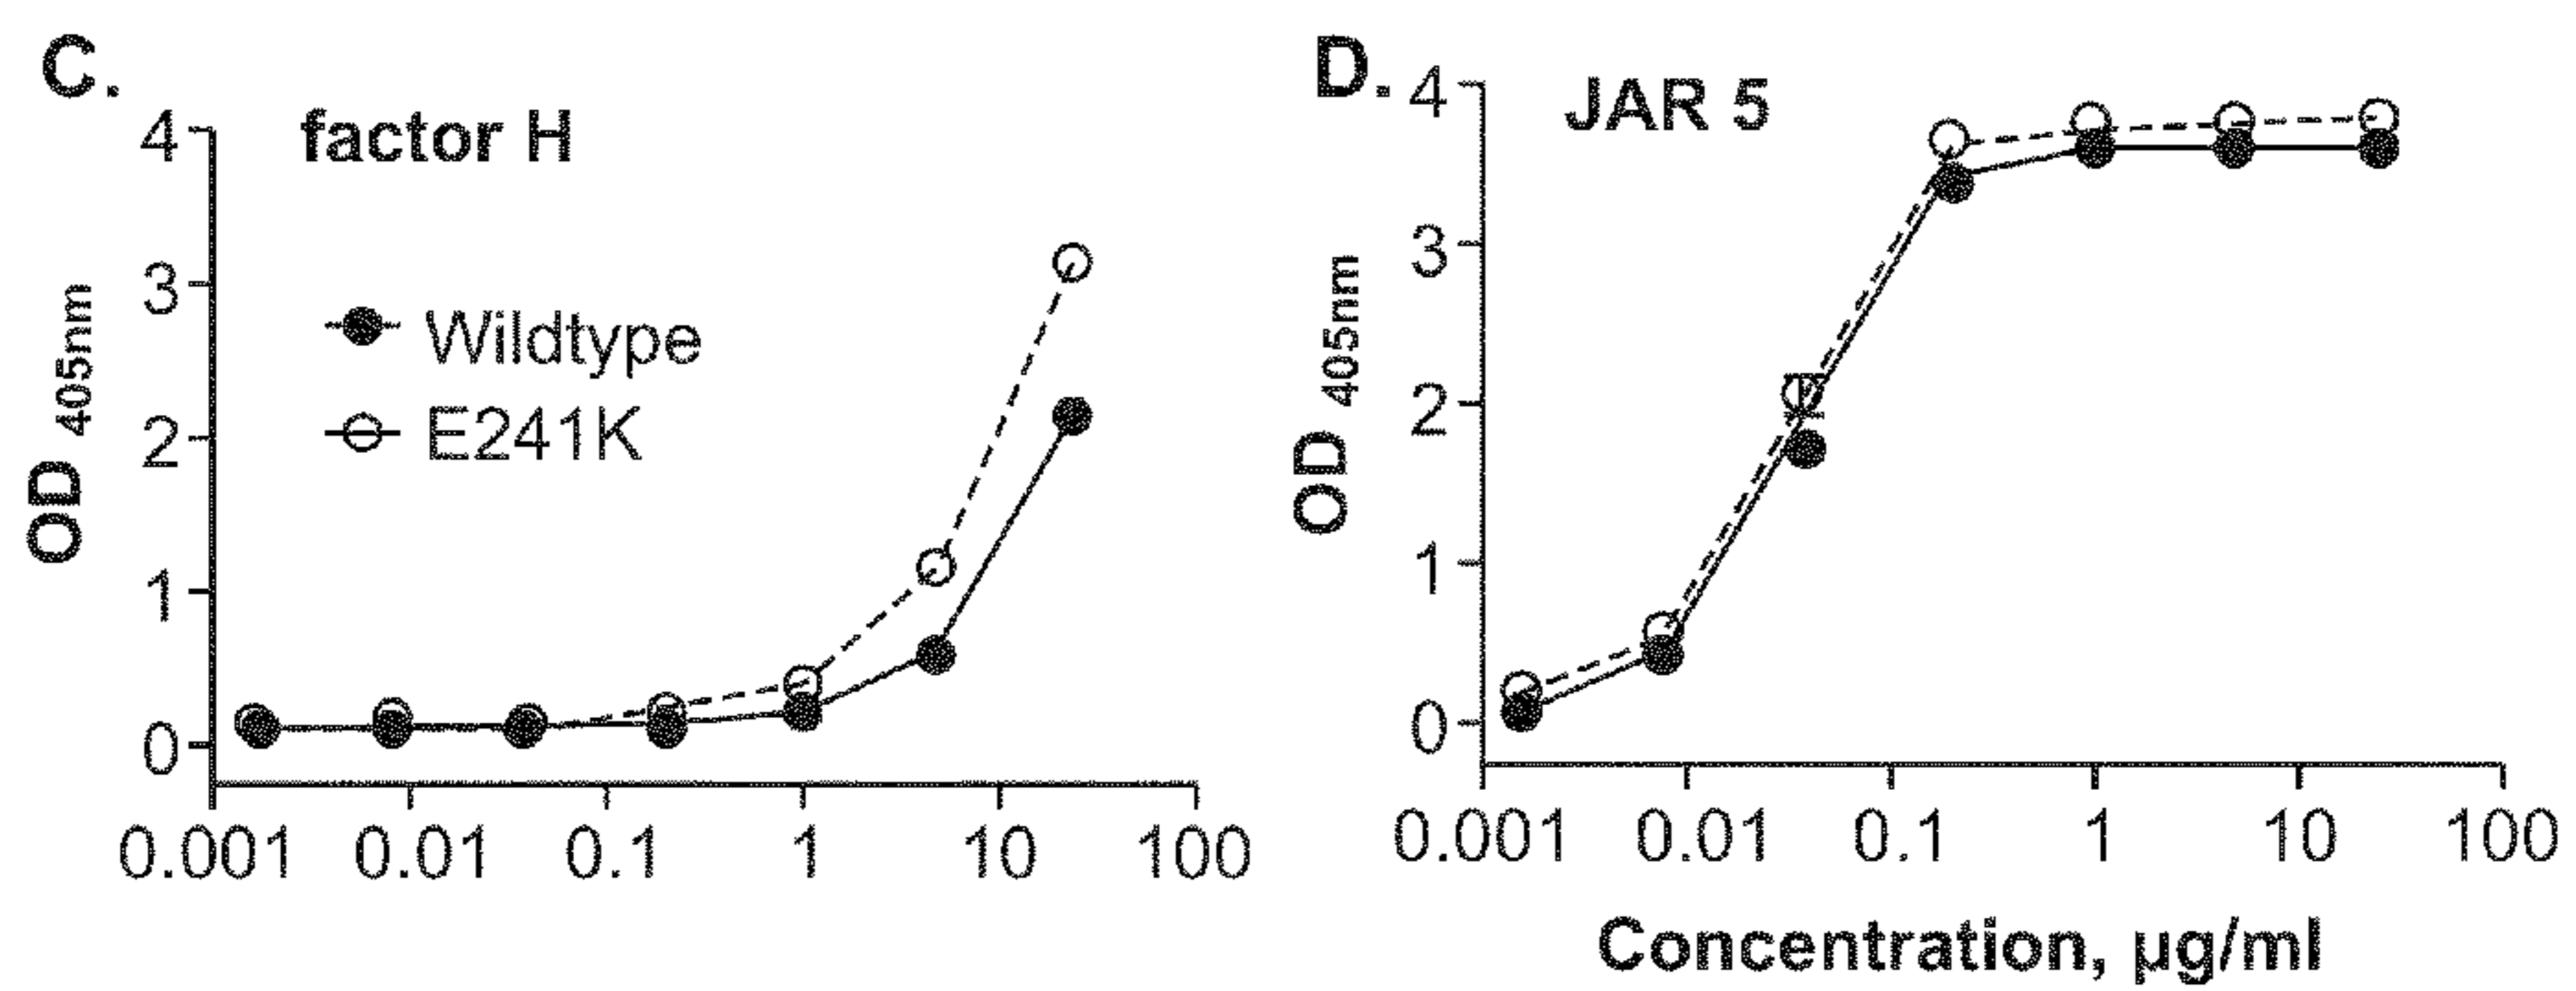 C.
factor H
4
3
2
1
0
OD 405nm
Wildtype
E241K
0.001 0.01 0.1 1 10 100
D.
JAR 5
4
3
2
1
0
OD 405nm
0.001 0.01 0.1 1 10 100
Concentration, µg/ml